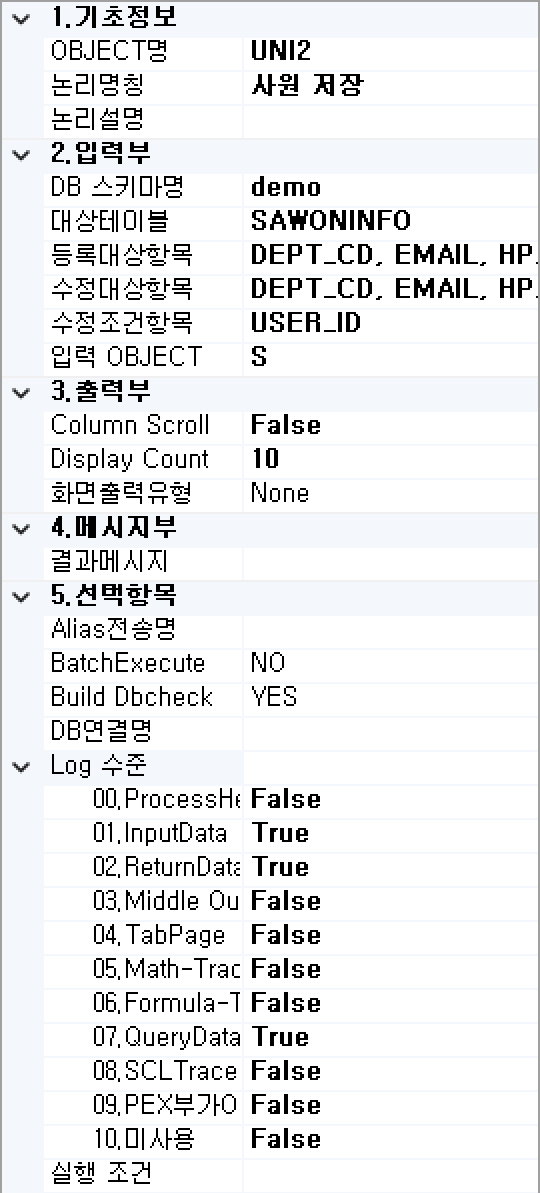 1.기초정보
OBJECT명 UNI2
논리명칭 사원 저장
논리설명
2.입력부
DB 스키마명 demo
대상테이블 SA₩ONINFO
등록대상항목 DEPT_CD, EMAIL, HP.
수정대상항목 DEPT_CD, EMAIL, HP.
수정조건항목 USER_ID
입력 OBJECT S
3.출력부
Column Scroll False
Display Count 10
화면출력유형 None
4.메시지부
결과메시지
5.선택항목
Alias전송명
BatchExecute NO
Build Dbcheck YES
DB연결명
Log 수준
00.ProcessHe False
01.InputData True
02.ReturnData True
03.Middle Ou False
04.TabPage False
05.Math-Trac False
06.Formula-T False
07.QueryData True
08.SCLTrace False
09.PEX부가O False
10.미사용 False
실행 조건